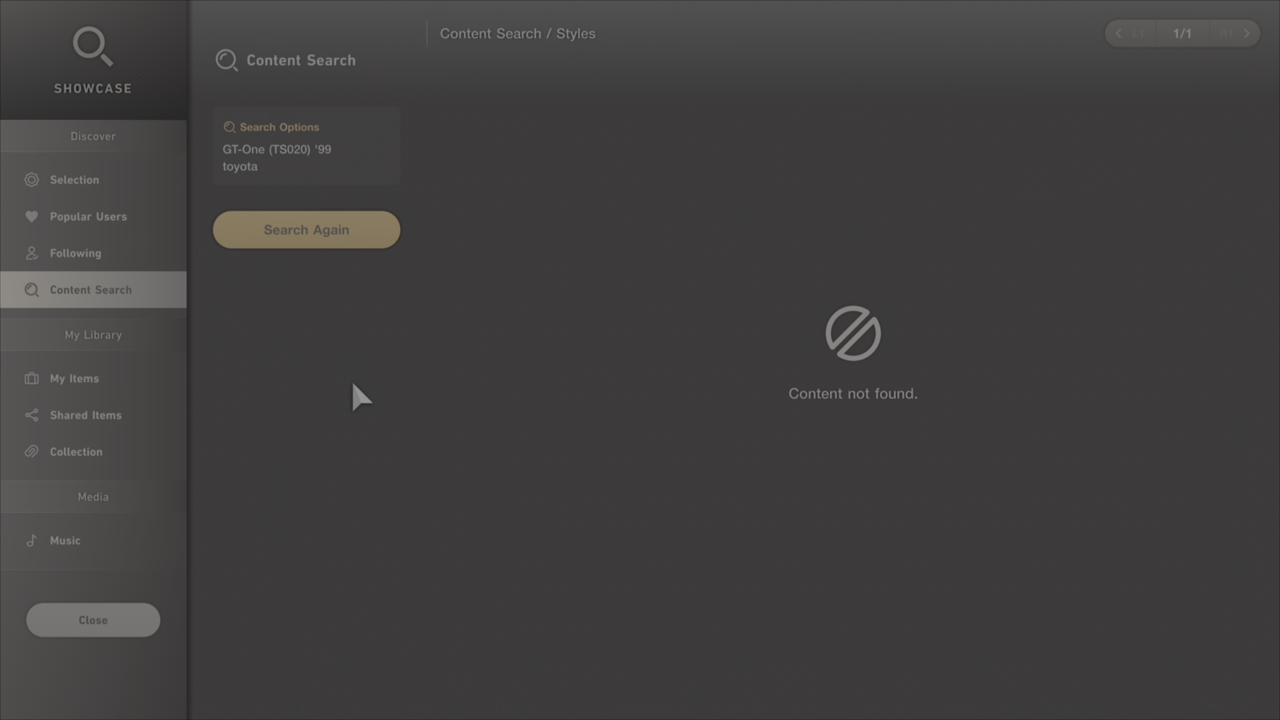 SHOWCASE
Discover
Selection
Popular Users
Following
Content Search
My Library
My Items
Shared Items
Collection
Media
Music
Close
Content Search
Search Options
GT-One (TS020) '99
toyota
Search Again
Content Search / Styles
1/1
Content not found.